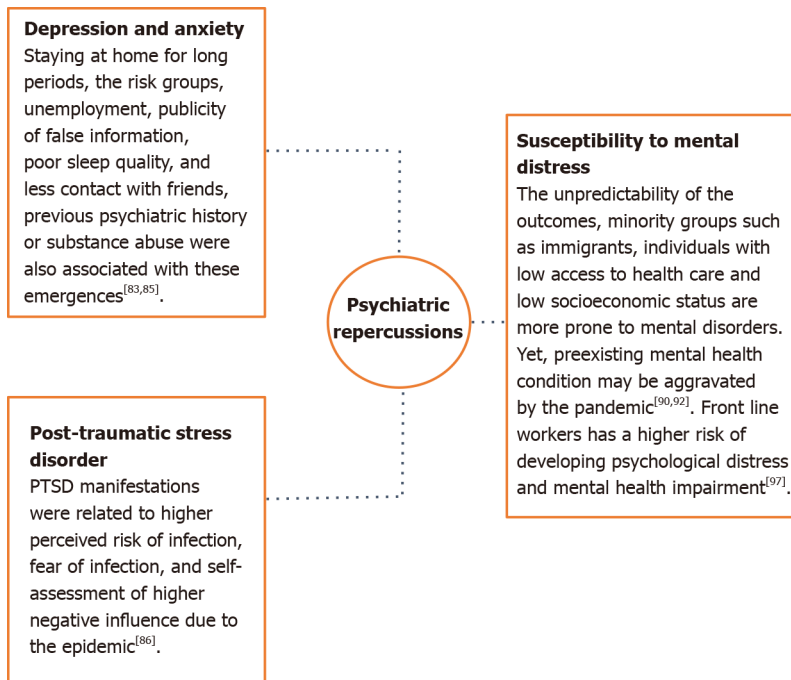 Depression and anxiety
Staying at home for long
periods, the risk groups,
unemployment, publicity
of false information,
poor sleep quality, and
less contact with friends,
previous psychiatric history
or substance abuse were
also associated with these
emergences[83,85].
Psychiatric
repercussions
Susceptibility to mental
distress
The unpredictability of the
outcomes, minority groups such
as immigrants, individuals with
low access to health care and
low socioeconomic status are
more prone to mental disorders.
Yet, preexisting mental health
condition may be aggravated
by the pandemic[90,92]. Front line
workers has a higher risk of
developing psychological distress
and mental health impairment[97].
Post-traumatic stress
disorder
PTSD manifestations
were related to higher
perceived risk of infection,
fear of infection, and self-
assessment of higher
negative influence due to
the epidemic[86].